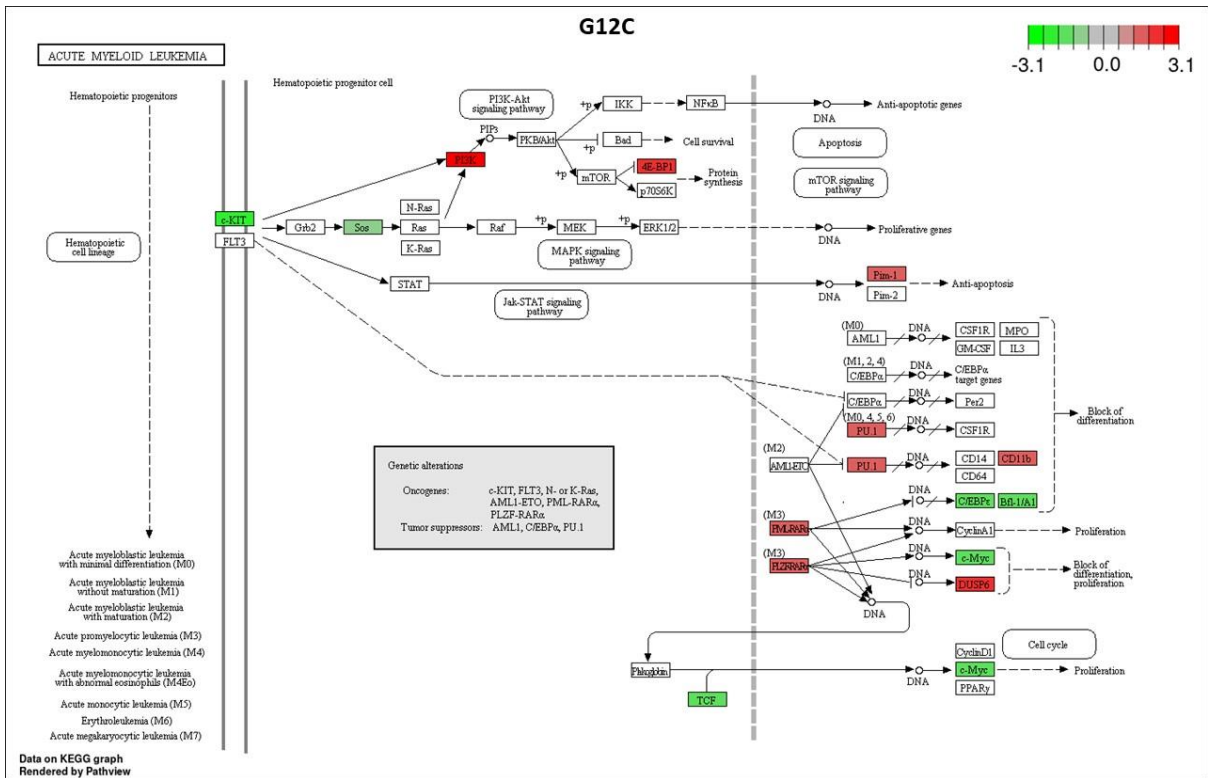 G12C
-3.1 0.0 3.1
ACUTE MYELOID LEUKEMIA
Hematopoietic progenitors
Hematopoietic progenitor cell
PI3K-Akt
signaling pathway
PIP3
PI3K
PKB/Akt
+p
IKK
NFκB
DNA
Anti-apoptotic genes
+p
Bad
Cell survival
Apoptosis
+p
mTOR
4E-BP1
p70S6K
Protein
synthesis
mTOR signaling
pathway
c-KIT
FLT3
Hematopoietic
cell lineage
Grb2
Sos
N-Ras
Ras
K-Ras
Raf
+p
MEK
+p
ERK1/2
DNA
Proliferative genes
MAPK signaling
pathway
STAT
Jak-STAT signaling
pathway
DNA
Pim-1
Pim-2
Anti-apoptosis
(M0)
AML1
DNA
CSF1R
MPO
GM-CSF
IL3
(M1, 2, 4)
C/EBPα
DNA
C/EBPα
target genes
C/EBPα
DNA
Per2
Block of
differentiation
(M0, 4, 5, 6)
PU.1
DNA
CSF1R
(M2)
AML1-ETO
PU.1
DNA
CD14
CD11b
CD64
DNA
C/EBPε
Bfl-1/A1
(M3)
PML-RARα
DNA
CyclinA1
Proliferation
(M3)
PLZF-RARα
DNA
c-Myc
DNA
DUSP6
Block of
differentiation,
proliferation
DNA
Genetic alterations
Oncogenes: c-KIT, FLT3, N- or K-Ras,
AML1-ETO, PML-RARα,
PLZF-RARα
Tumor suppressors: AML1, C/EBPα, PU.1
Plakoglobin
TCF
DNA
CyclinD1
c-Myc
PPARγ
Cell cycle
Proliferation
Acute myeloblastic leukemia
with minimal differentiation (M0)
Acute myeloblastic leukemia
without maturation (M1)
Acute myeloblastic leukemia
with maturation (M2)
Acute promyelocytic leukemia (M3)
Acute myelomonocytic leukemia (M4)
Acute myelomonocytic leukemia
with abnormal eosinophils (M4Eo)
Acute monocytic leukemia (M5)
Erythroleukemia (M6)
Acute megakaryocytic leukemia (M7)
Data on KEGG graph
Rendered by Pathview